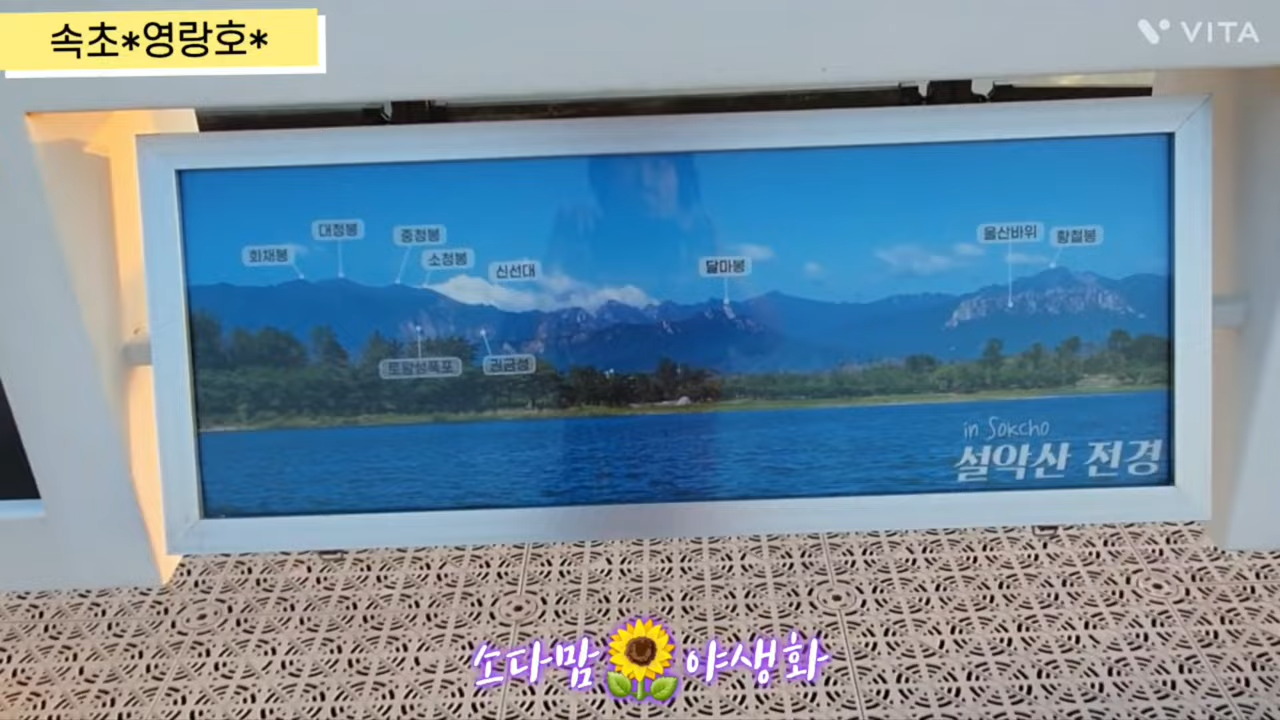 속초*영랑호*
VITA
대청봉
중청봉
화채봉
소청봉
신선대
달마봉
울산바위
황철봉
토왕성폭포
권금성
in Sokcho
설악산 전경
소다맘🌻야생화